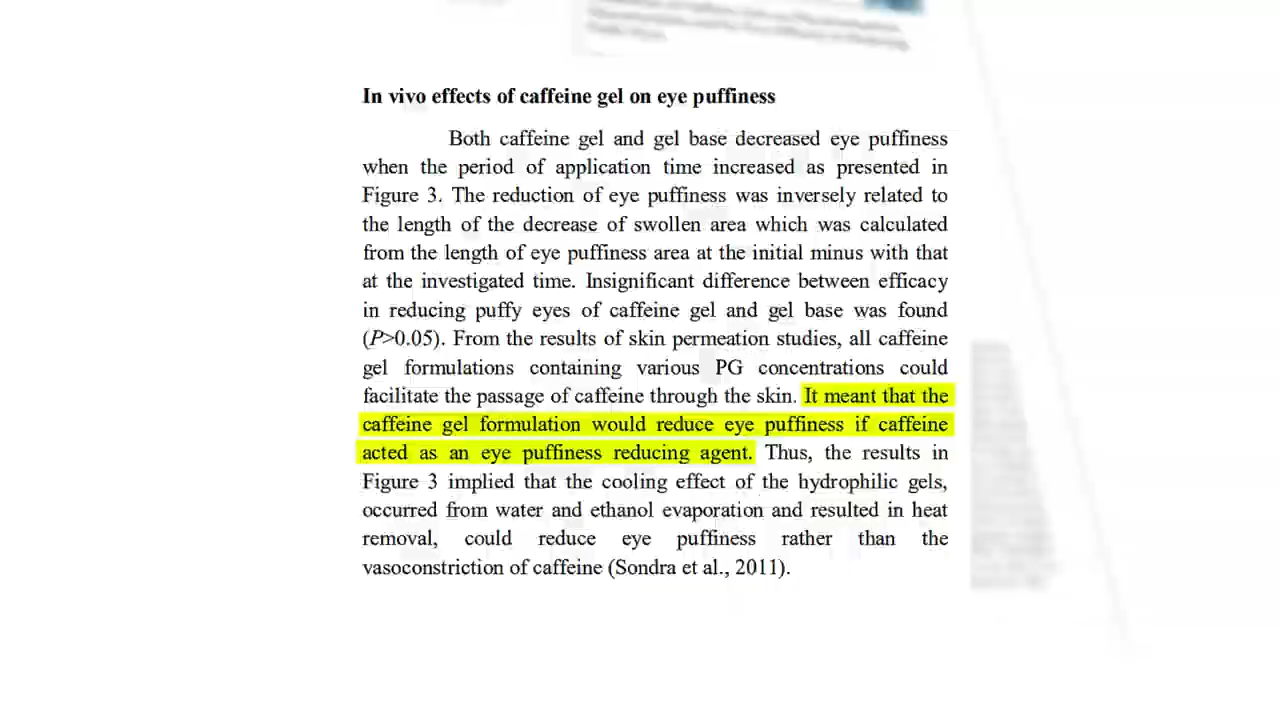 In vivo effects of caffeine gel on eye puffiness
Both caffeine gel and gel base decreased eye puffiness
when the period of application time increased as presented in
Figure 3. The reduction of eye puffiness was inversely related to
the length of the decrease of swollen area which was calculated
from the length of eye puffiness area at the initial minus with that
at the investigated time. Insignificant difference between efficacy
in reducing puffy eyes of caffeine gel and gel base was found
(P>0.05). From the results of skin permeation studies, all caffeine
gel formulations containing various PG concentrations could
facilitate the passage of caffeine through the skin. It meant that the
caffeine gel formulation would reduce eye puffiness if caffeine
acted as an eye puffiness reducing agent. Thus, the results in
Figure 3 implied that the cooling effect of the hydrophilic gels,
occurred from water and ethanol evaporation and resulted in heat
removal, could reduce eye puffiness rather than the
vasoconstriction of caffeine (Sondra et al., 2011).